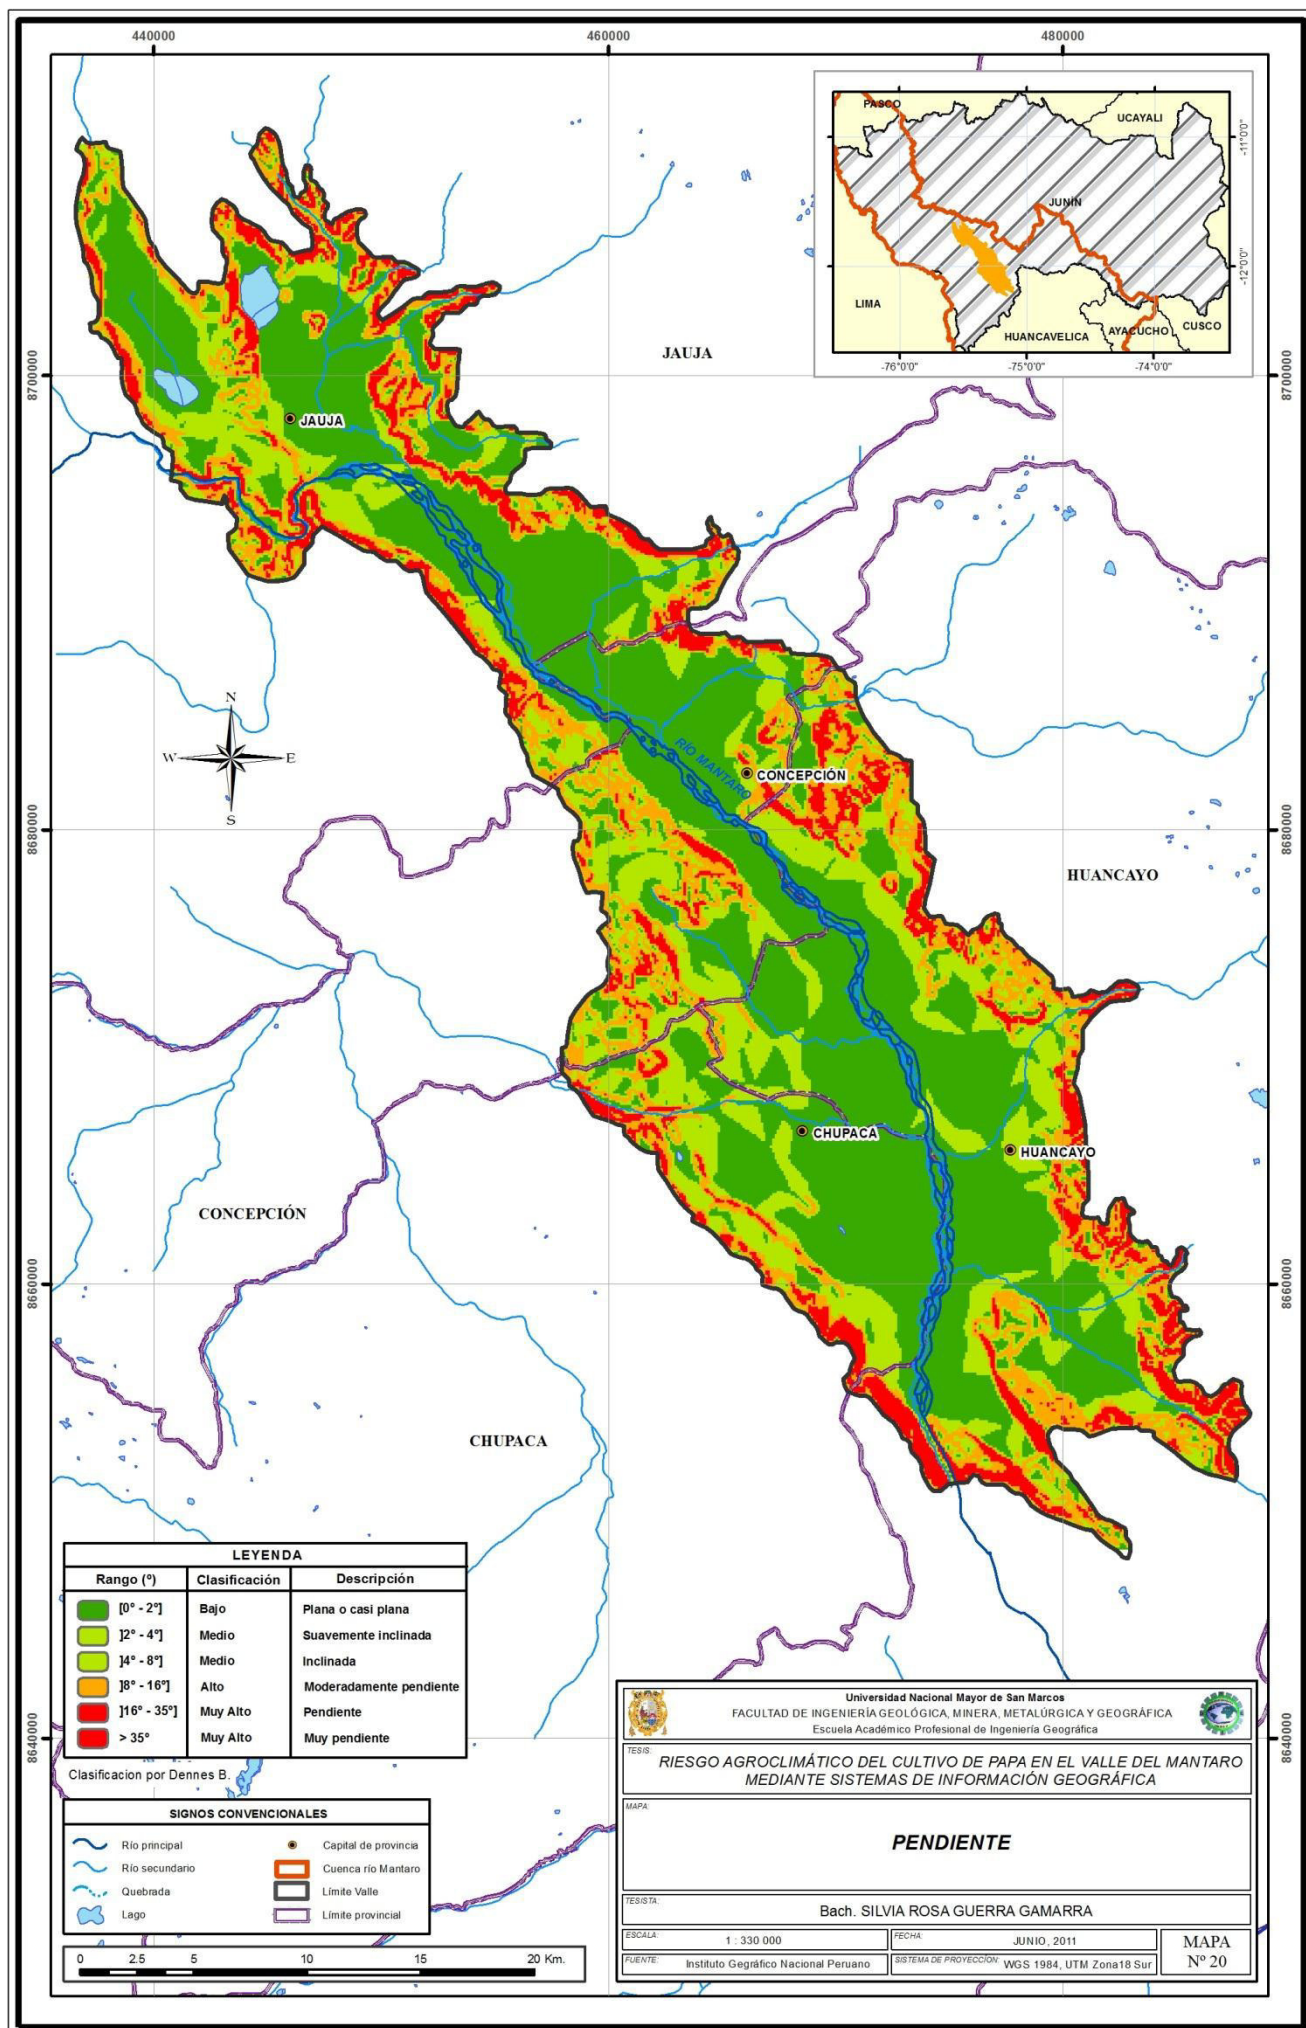 440000
460000
480000
PASCO
UCAYALI
JUNÍN
LIMA
HUANCAVELICA
AYACUCHO
CUSCO
-11°0'0"
-12°0'0"
-76°0'0"
-75°0'0"
-74°0'0"
8700000
8700000
JAUJA
JAUJA
N
W
E
S
RÍO MANTARO
CONCEPCIÓN
8680000
8680000
HUANCAYO
CHUPACA
HUANCAYO
CONCEPCIÓN
8660000
8660000
CHUPACA
LEYENDA
Rango (º) Clasificación Descripción
[0° - 2°] Bajo Plana o casi plana
]2° - 4°] Medio Suavemente inclinada
]4° - 8°] Medio Inclinada
]8° - 16°] Alto Moderadamente pendiente
]16° - 35°] Muy Alto Pendiente
> 35° Muy Alto Muy pendiente
Clasificacion por Dennes B.
8640000
8640000
SIGNOS CONVENCIONALES
Río principal
Río secundario
Quebrada
Lago
Capital de provincia
Cuenca río Mantaro
Límite Valle
Límite provincial
0 2.5 5 10 15 20 Km.
Universidad Nacional Mayor de San Marcos
FACULTAD DE INGENIERÍA GEOLÓGICA, MINERA, METALÚRGICA Y GEOGRÁFICA
Escuela Académico Profesional de Ingeniería Geográfica
TESIS:
RIESGO AGROCLIMÁTICO DEL CULTIVO DE PAPA EN EL VALLE DEL MANTARO
MEDIANTE SISTEMAS DE INFORMACIÓN GEOGRÁFICA
MAPA:
PENDIENTE
TESISTA:
Bach. SILVIA ROSA GUERRA GAMARRA
ESCALA: 1 : 330 000
FECHA: JUNIO, 2011
FUENTE: Instituto Gegráfico Nacional Peruano
SISTEMA DE PROYECCIÓN: WGS 1984, UTM Zona18 Sur
MAPA
Nº 20